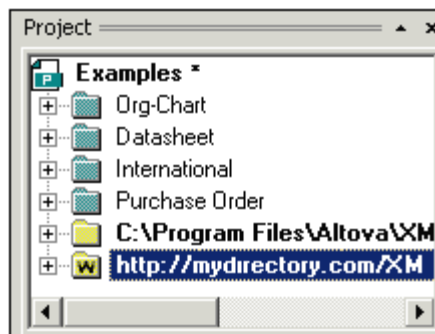 Project
Examples *
Org-Chart
Datasheet
International
Purchase Order
C:\Program Files\Altova\XM
W http://mydirectory.com/XM